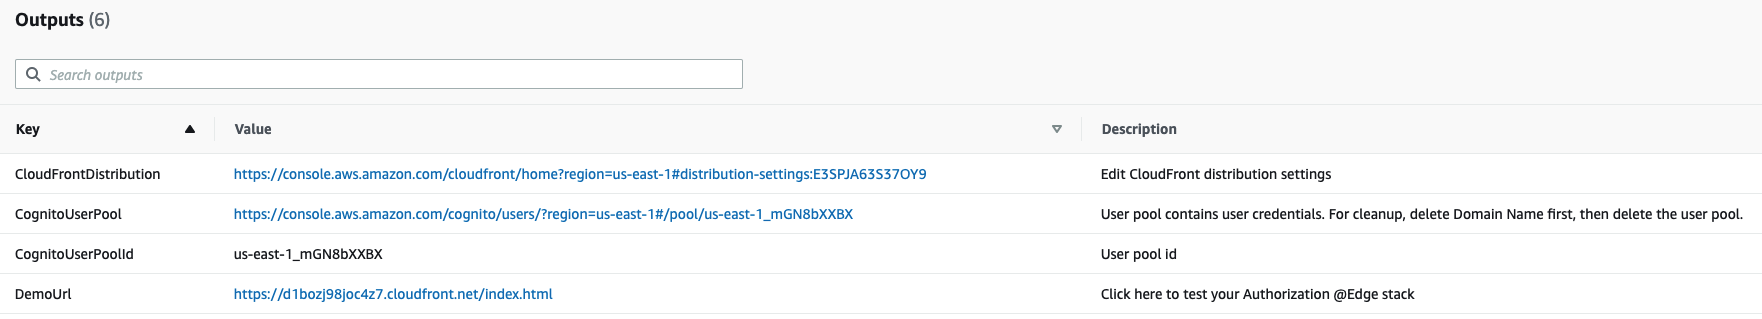 Outputs (6)
Search outputs
Key Value Description
CloudFrontDistribution https://console.aws.amazon.com/cloudfront/home?region=us-east-1#distribution-settings:E3SPJA63S37OY9 Edit CloudFront distribution settings
CognitoUserPool https://console.aws.amazon.com/cognito/users/?region=us-east-1#/pool/us-east-1_mGN8bXXBX User pool contains user credentials. For cleanup, delete Domain Name first, then delete the user pool.
CognitoUserPoolId us-east-1_mGN8bXXBX User pool id
DemoUrl https://d1bozj98joc4z7.cloudfront.net/index.html Click here to test your Authorization @Edge stack